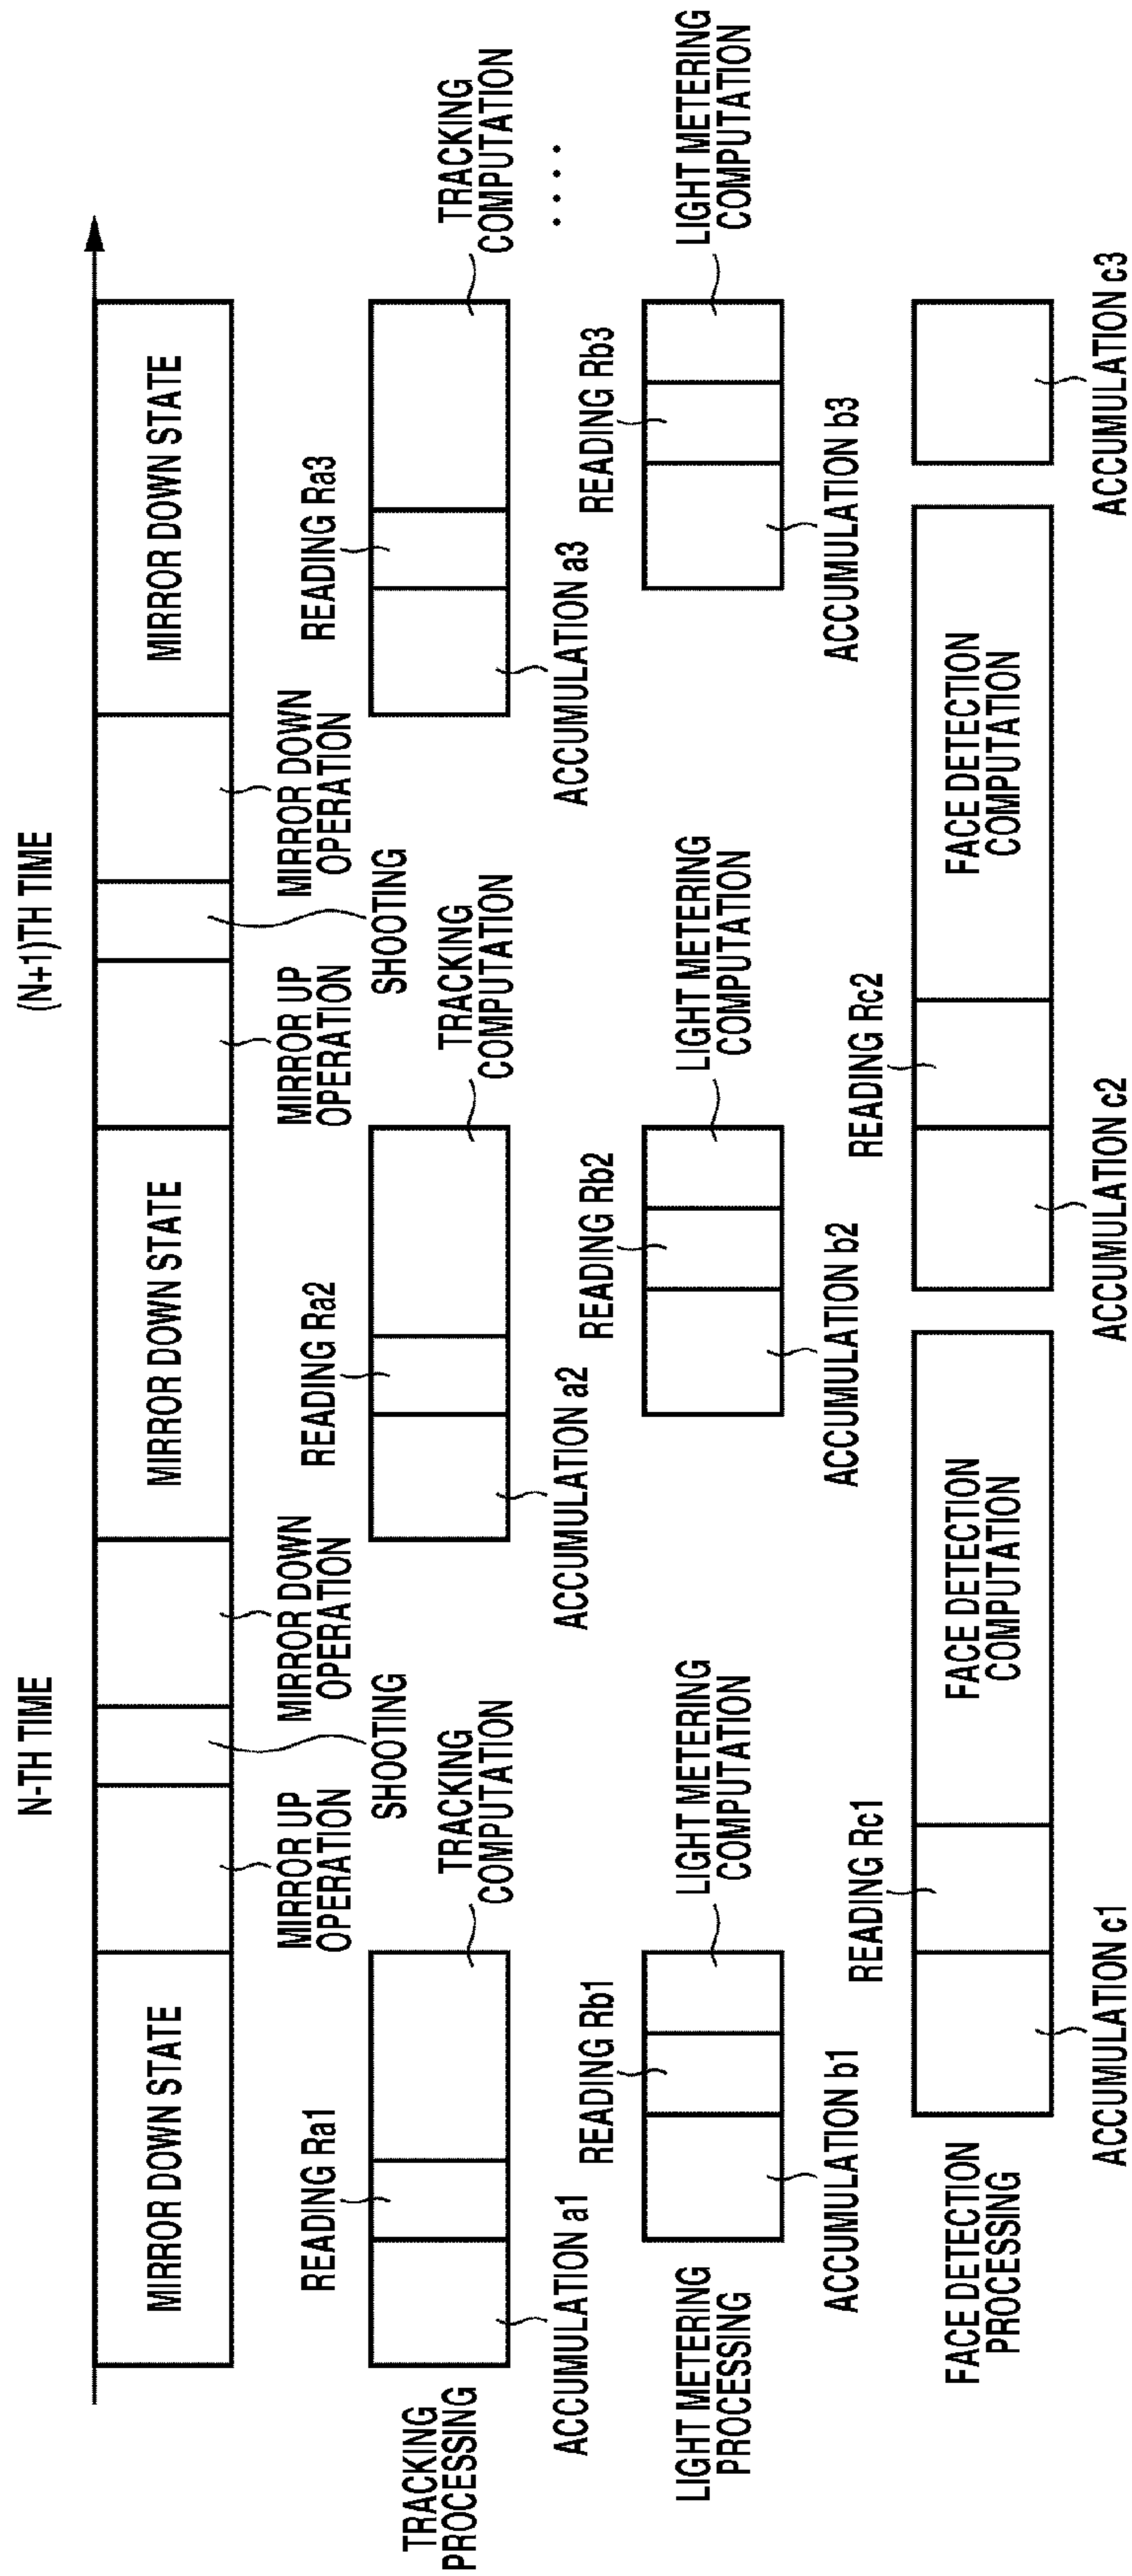 N-TH TIME
(N+1)TH TIME
MIRROR DOWN STATE
MIRROR DOWN STATE
MIRROR DOWN STATE
MIRROR UP
OPERATION
SHOOTING
MIRROR DOWN
OPERATION
MIRROR UP
OPERATION
SHOOTING
MIRROR DOWN
OPERATION
TRACKING
PROCESSING
READING Ra1
ACCUMULATION a1
TRACKING
COMPUTATION
READING Ra2
ACCUMULATION a2
TRACKING
COMPUTATION
READING Ra3
ACCUMULATION a3
TRACKING
COMPUTATION
....
LIGHT METERING
PROCESSING
READING Rb1
ACCUMULATION b1
LIGHT METERING
COMPUTATION
READING Rb2
ACCUMULATION b2
LIGHT METERING
COMPUTATION
READING Rb3
ACCUMULATION b3
LIGHT METERING
COMPUTATION
FACE DETECTION
PROCESSING
READING Rc1
ACCUMULATION c1
FACE DETECTION
COMPUTATION
READING Rc2
ACCUMULATION c2
FACE DETECTION
COMPUTATION
ACCUMULATION c3